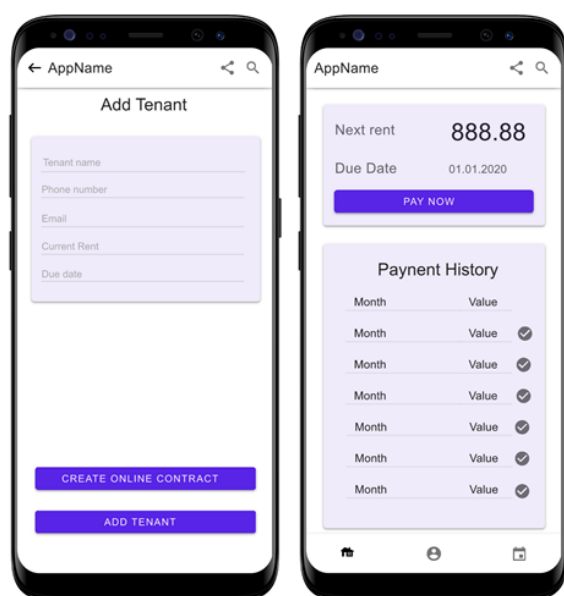 AppName
Add Tenant
Tenant name
Phone number
Email
Current Rent
Due date
CREATE ONLINE CONTRACT
ADD TENANT
AppName
Next rent 888.88
Due Date 01.01.2020
PAY NOW
Paynent History
Month Value
Month Value
Month Value
Month Value
Month Value
Month Value
Month Value